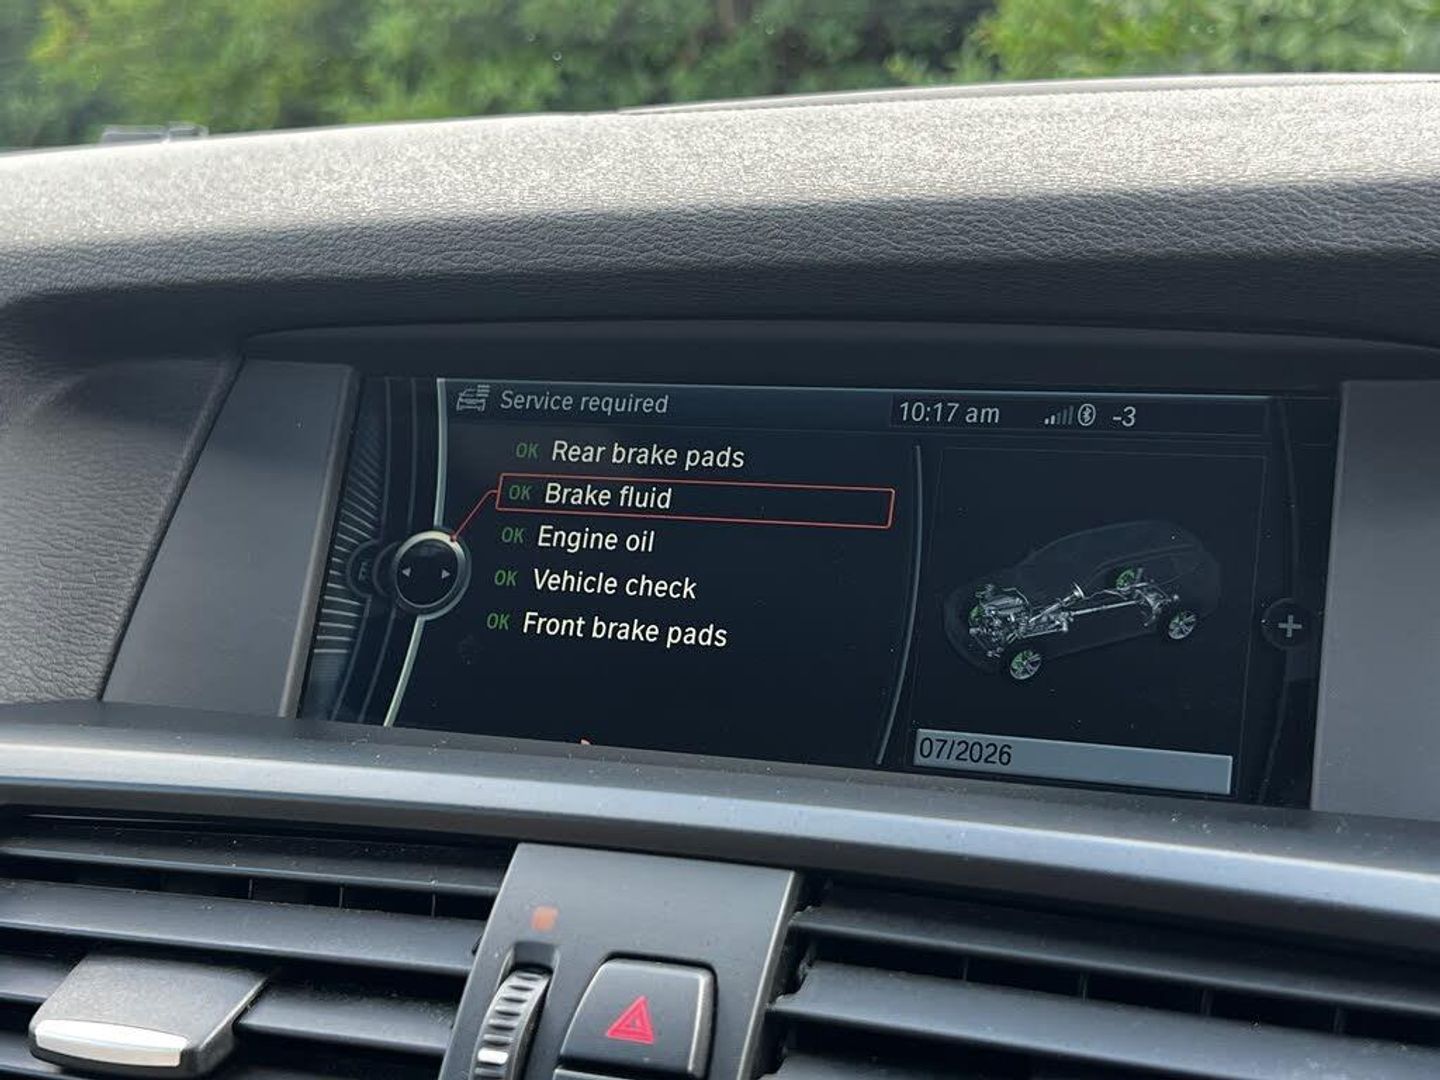 Service required
10:17 am -3
OK Rear brake pads
OK Brake fluid
OK Engine oil
OK Vehicle check
OK Front brake pads
07/2026